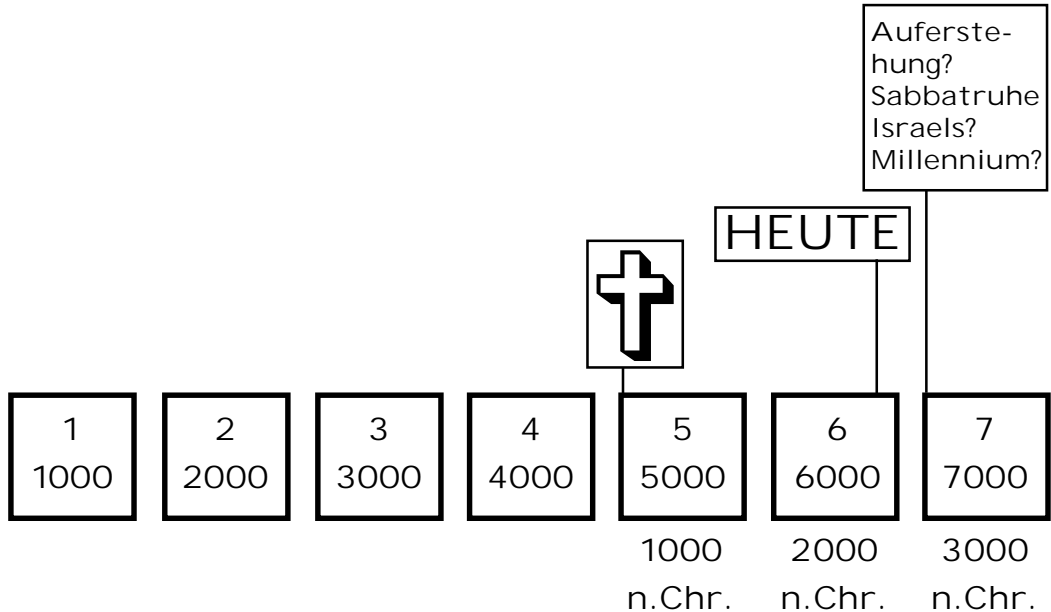 Auferste-
hung?
Sabbatruhe
Israels?
Millennium?
HEUTE
1 2 3 4 5 6 7
1000 2000 3000 4000 5000 6000 7000
1000 2000 3000
n.Chr. n.Chr. n.Chr.